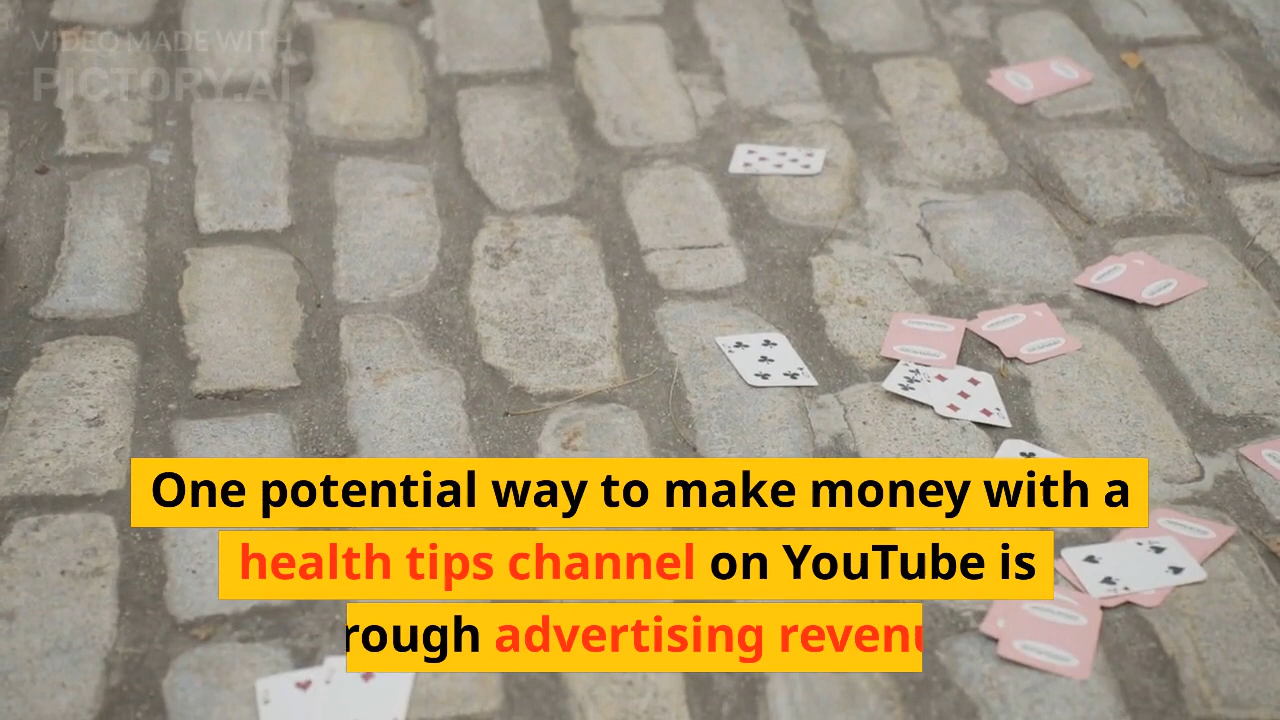 VIDEO MADE WITH
PICTORY.AI
One potential way to make money with a
health tips channel on YouTube is
rough advertising revenu